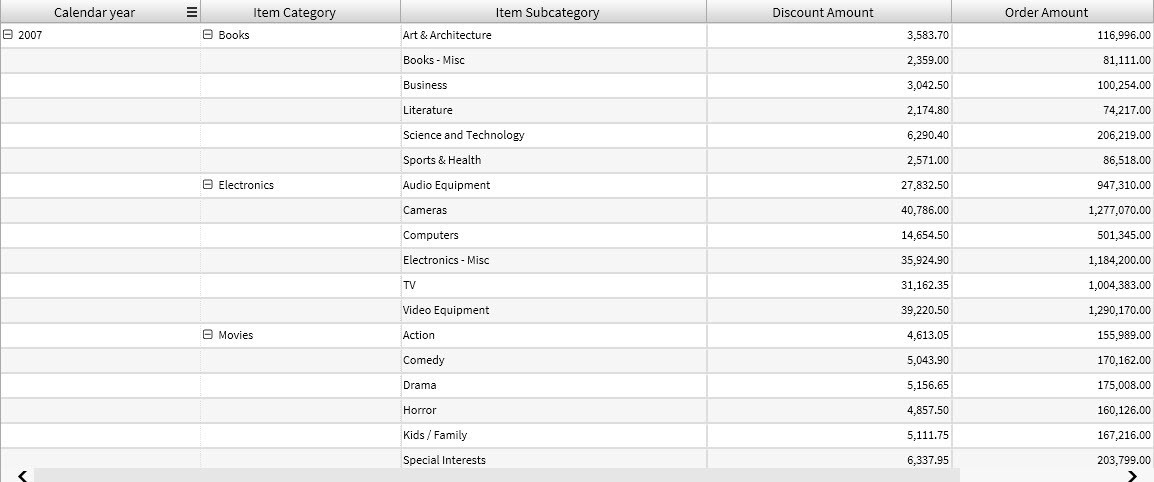 Calendar year Item Category Item Subcategory Discount Amount Order Amount
2007 Books Art & Architecture 3,583.70 116,996.00
Books - Misc 2,359.00 81,111.00
Business 3,042.50 100,254.00
Literature 2,174.80 74,217.00
Science and Technology 6,290.40 206,219.00
Sports & Health 2,571.00 86,518.00
Electronics Audio Equipment 27,832.50 947,310.00
Cameras 40,786.00 1,277,070.00
Computers 14,654.50 501,345.00
Electronics - Misc 35,924.90 1,184,200.00
TV 31,162.35 1,004,383.00
Video Equipment 39,220.50 1,290,170.00
Movies Action 4,613.05 155,989.00
Comedy 5,043.90 170,162.00
Drama 5,156.65 175,008.00
Horror 4,857.50 160,126.00
Kids / Family 5,111.75 167,216.00
Special Interests 6,337.95 203,799.00